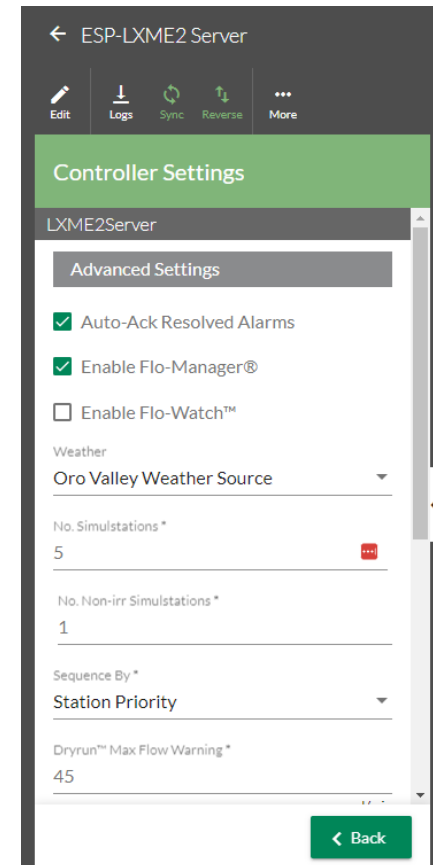 ESP-LXME2 Server
Edit Logs Sync Reverse More
Controller Settings
LXME2Server
Advanced Settings
Auto-Ack Resolved Alarms
Enable Flo-Manager®
Enable Flo-Watch™
Weather
Oro Valley Weather Source
No. Simulstations *
5
No. Non-irr Simulstations *
1
Sequence By *
Station Priority
Dryrun™ Max Flow Warning *
45
Back